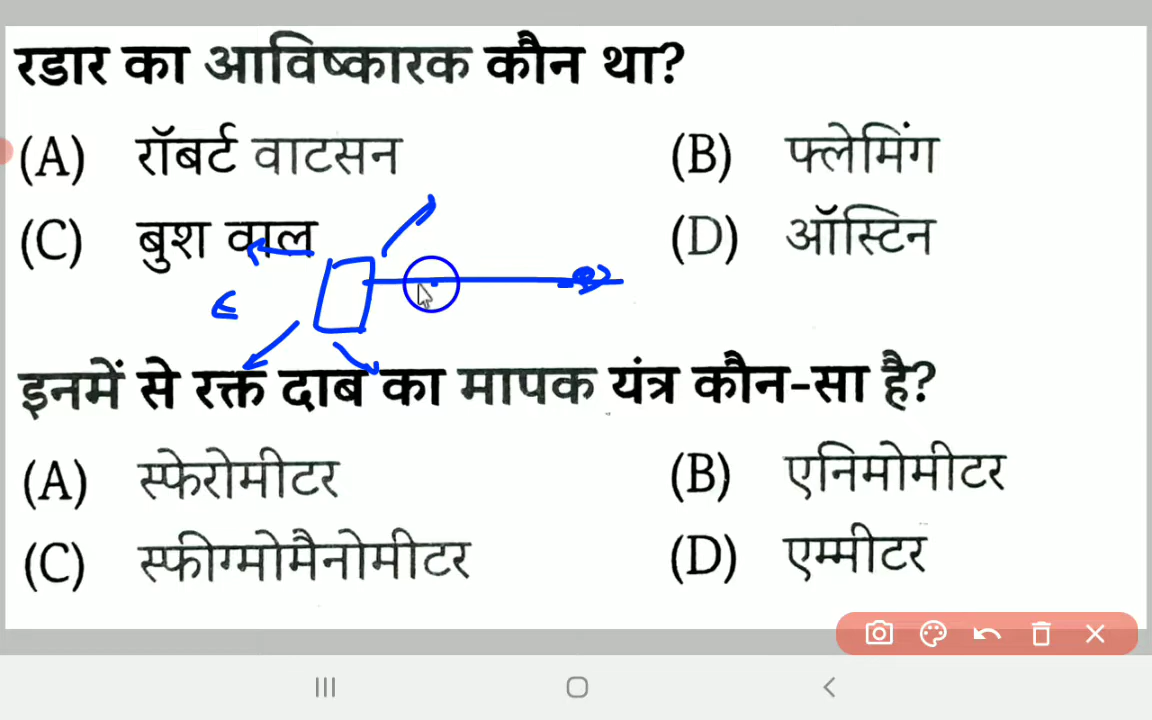 रडार का आविष्कारक कौन था?
(A) रॉबर्ट वाटसन (B) फ्लेमिंग
(C) बुश वाल (D) ऑस्टिन
इनमें से रक्त दाब का मापक यंत्र कौन-सा है?
(A) स्फेरोमीटर (B) एनिमोमीटर
(C) स्फीग्मोमैनोमीटर (D) एम्मीटर